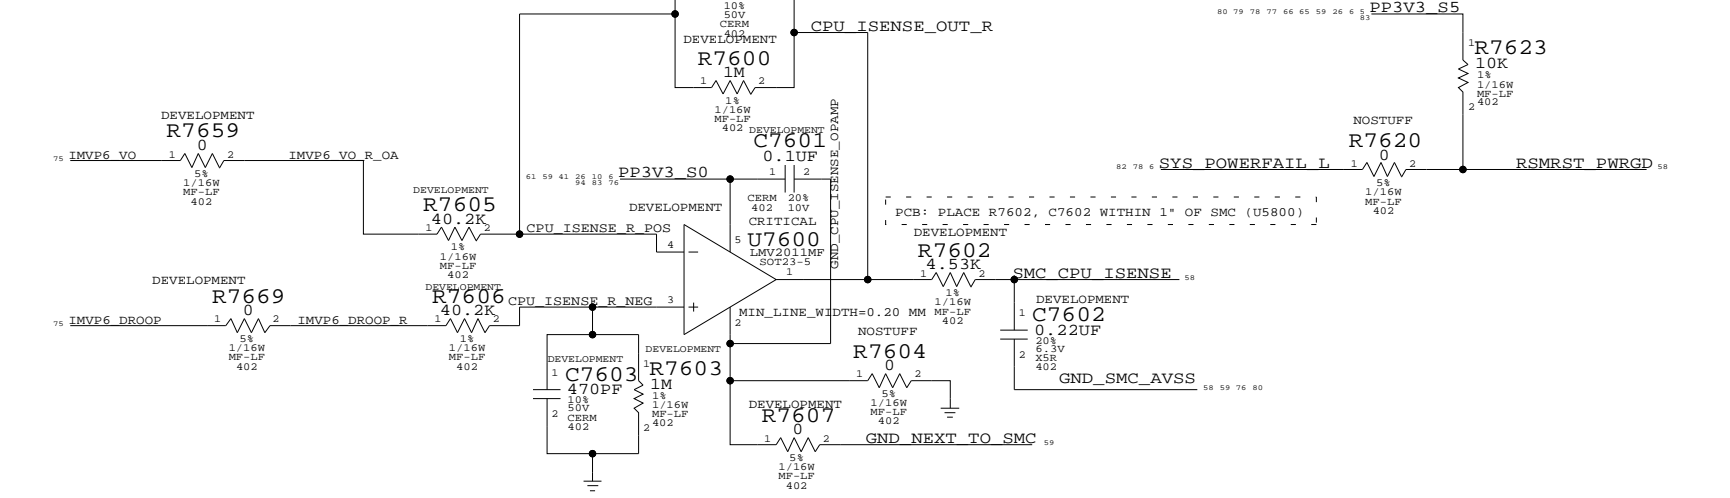 10%
50V
CERM
402
DEVELOPMENT
R7600
1M
1 2
1%
1/16W
MF-LF
402
CPU_ISENSE_OUT_R
80 79 78 77 66 65 59 26 6 5
83
PP3V3_S5
1
R7623
10K
1%
1/16W
MF-LF
402
2
DEVELOPMENT
R7659
0
75 IMVP6_VO
1 2
IMVP6_VO_R_OA
5%
1/16W
MF-LF
402
DEVELOPMENT
C7601
0.1UF
1 2
CERM
402
20%
10V
GND_CPU_ISENSE_OPAMP
61 59 41 26 10 6
94 83 76
PP3V3_S0
NOSTUFF
R7620
0
82 78 6 SYS_POWERFAIL_L
1 2
RSMRST_PWRGD 58
5%
1/16W
MF-LF
402
DEVELOPMENT
R7605
40.2K
1 2
1%
1/16W
MF-LF
402
CPU_ISENSE_R_POS
4
DEVELOPMENT
CRITICAL
U7600
LMV2011MF
SOT23-5
5
1
−
+
3
2
PCB: PLACE R7602, C7602 WITHIN 1" OF SMC (U5800)
DEVELOPMENT
R7602
4.53K
1 2
1%
1/16W
MF-LF
402
SMC_CPU_ISENSE 58
DEVELOPMENT
R7669
0
75 IMVP6_DROOP
1 2
IMVP6_DROOP_R
5%
1/16W
MF-LF
402
DEVELOPMENT
R7606
40.2K
1 2
1%
1/16W
MF-LF
402
CPU_ISENSE_R_NEG
MIN_LINE_WIDTH=0.20 MM
DEVELOPMENT
C7602
0.22UF
1
20%
6.3V
X5R
402
2
GND_SMC_AVSS 58 59 76 80
DEVELOPMENT
C7603
470PF
1
10%
50V
CERM
402
2
DEVELOPMENT
R7603
1M
1
1%
1/16W
MF-LF
402
2
NOSTUFF
R7604
0
1 2
5%
1/16W
MF-LF
402
DEVELOPMENT
R7607
0
1 2
GND_NEXT_TO_SMC 59
5%
1/16W
MF-LF
402